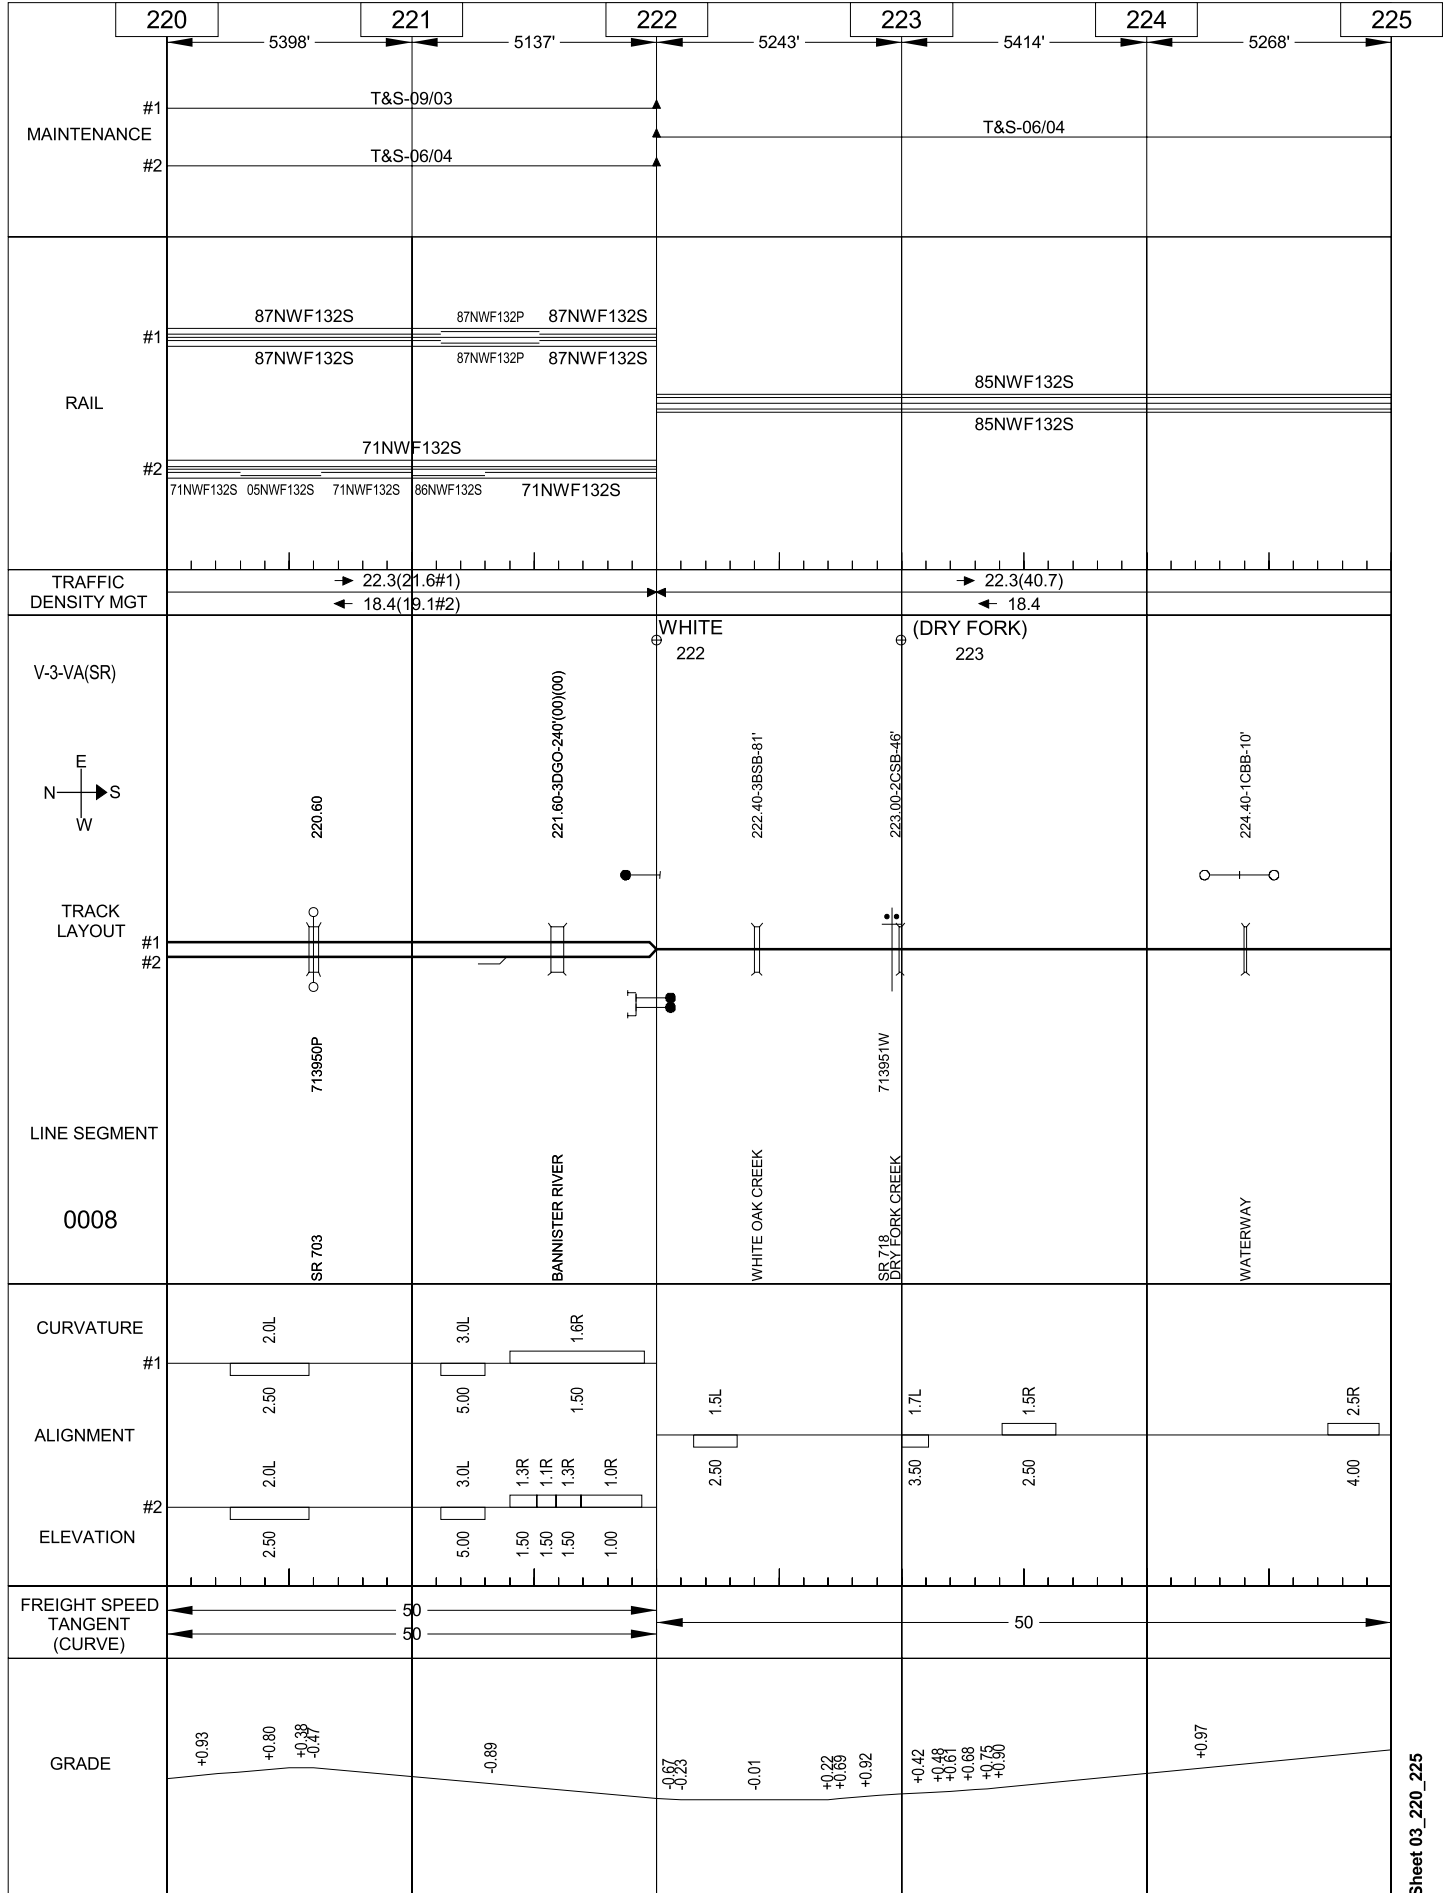 220 221 222 223 224 225
5398' 5137' 5243' 5414' 5268'
#1 T&S-09/03
MAINTENANCE T&S-06/04
#2 T&S-06/04
87NWF132S 87NWF132P 87NWF132S
#1
87NWF132S 87NWF132P 87NWF132S
85NWF132S
RAIL
85NWF132S
71NWF132S
#2
71NWF132S 05NWF132S 71NWF132S 86NWF132S 71NWF132S
TRAFFIC
DENSITY MGT
22.3(21.6#1) 22.3(40.7)
18.4(19.1#2) 18.4
WHITE (DRY FORK)
222 223
V-3-VA(SR)
E
N S
W
220.60
221.60-3DGO-240'(00)(00)
222.40-3BSB-81'
223.00-2CSB-46'
224.40-1CBB-10'
TRACK
LAYOUT
#1
#2
713950P
713951W
LINE SEGMENT
0008
SR 703
BANNISTER RIVER
WHITE OAK CREEK
SR 718
DRY FORK CREEK
WATERWAY
CURVATURE
#1
2.0L 3.0L 1.6R
2.50 5.00 1.50
ALIGNMENT
1.5L 1.7L 1.5R 2.5R
2.50 3.50 2.50 4.00
#2
2.0L 3.0L 1.3R 1.1R 1.3R 1.0R
ELEVATION
2.50 5.00 1.50 1.50 1.50 1.00
FREIGHT SPEED
TANGENT
(CURVE)
50
50
50
GRADE
+0.93 +0.80 +0.38 -0.47 -0.89 -0.67 -0.23 -0.01 +0.22 +0.69 +0.92 +0.42 +0.48 +0.61 +0.68 +0.75 +0.90 +0.97
Sheet 03_220_225